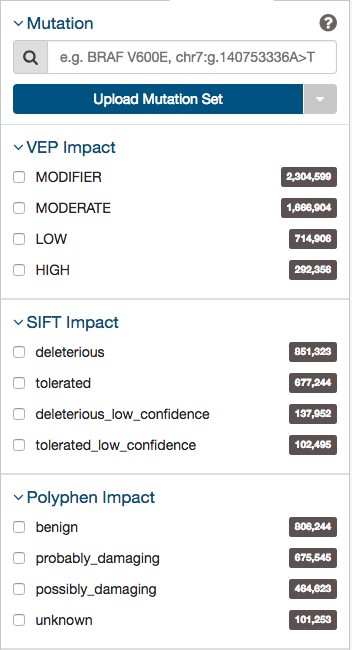 Mutation
?
e.g. BRAF V600E, chr7:g.140753336A>T
Upload Mutation Set
VEP Impact
MODIFIER 2,304,599
MODERATE 1,666,904
LOW 714,906
HIGH 292,356
SIFT Impact
deleterious 851,323
tolerated 677,244
deleterious_low_confidence 137,952
tolerated_low_confidence 102,495
Polyphen Impact
benign 806,244
probably_damaging 675,545
possibly_damaging 464,623
unknown 101,253